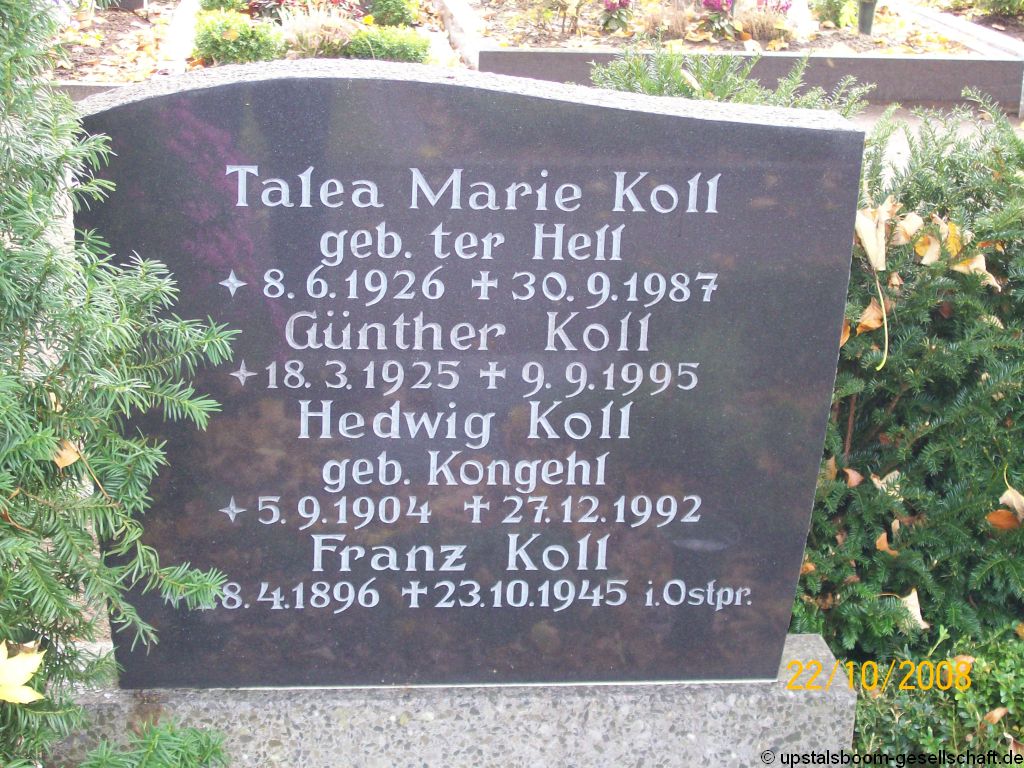 Talea Marie Koll
geb. ter Hell
✧ 8.6.1926 ✝ 30.9.1987
Günther Koll
✧ 18.3.1925 ✝ 9.9.1995
Hedwig Koll
geb. Kongehl
✧ 5.9.1904 ✝ 27.12.1992
Franz Koll
8.4.1896 ✝ 23.10.1945 i. Ostpr.
22/10/2008
© upstalsboom-gesellschaft.de